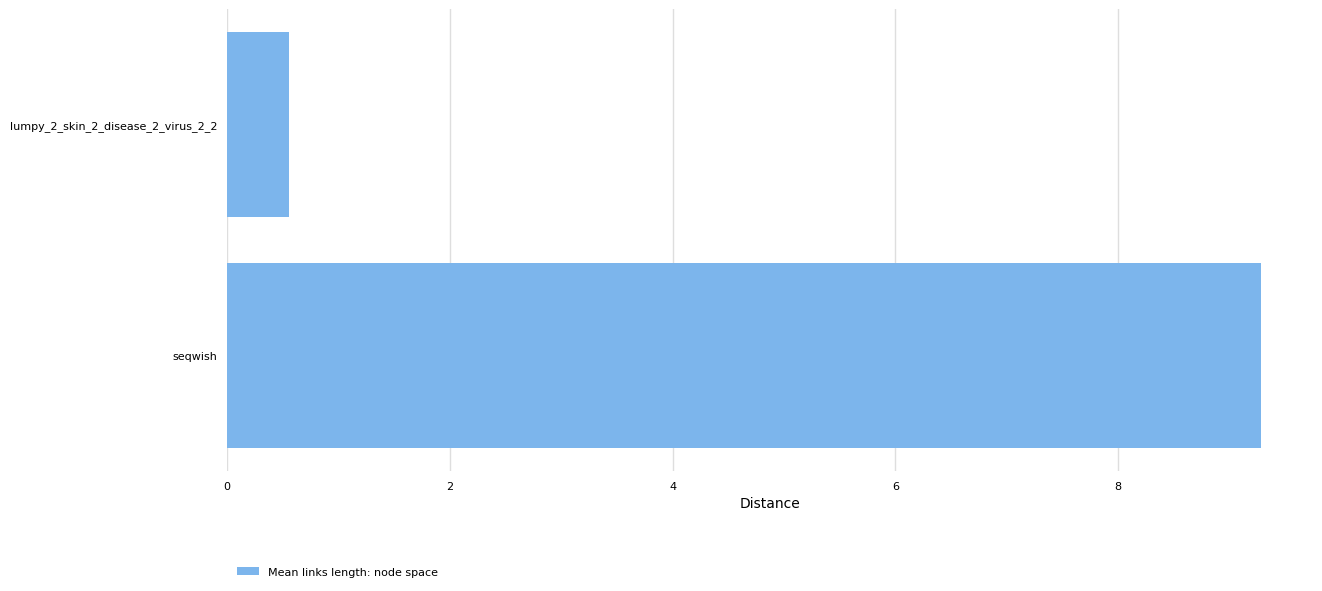 lumpy_2_skin_2_disease_2_virus_2_2
seqwish
0 2 4 6 8
Distance
Mean links length: node space